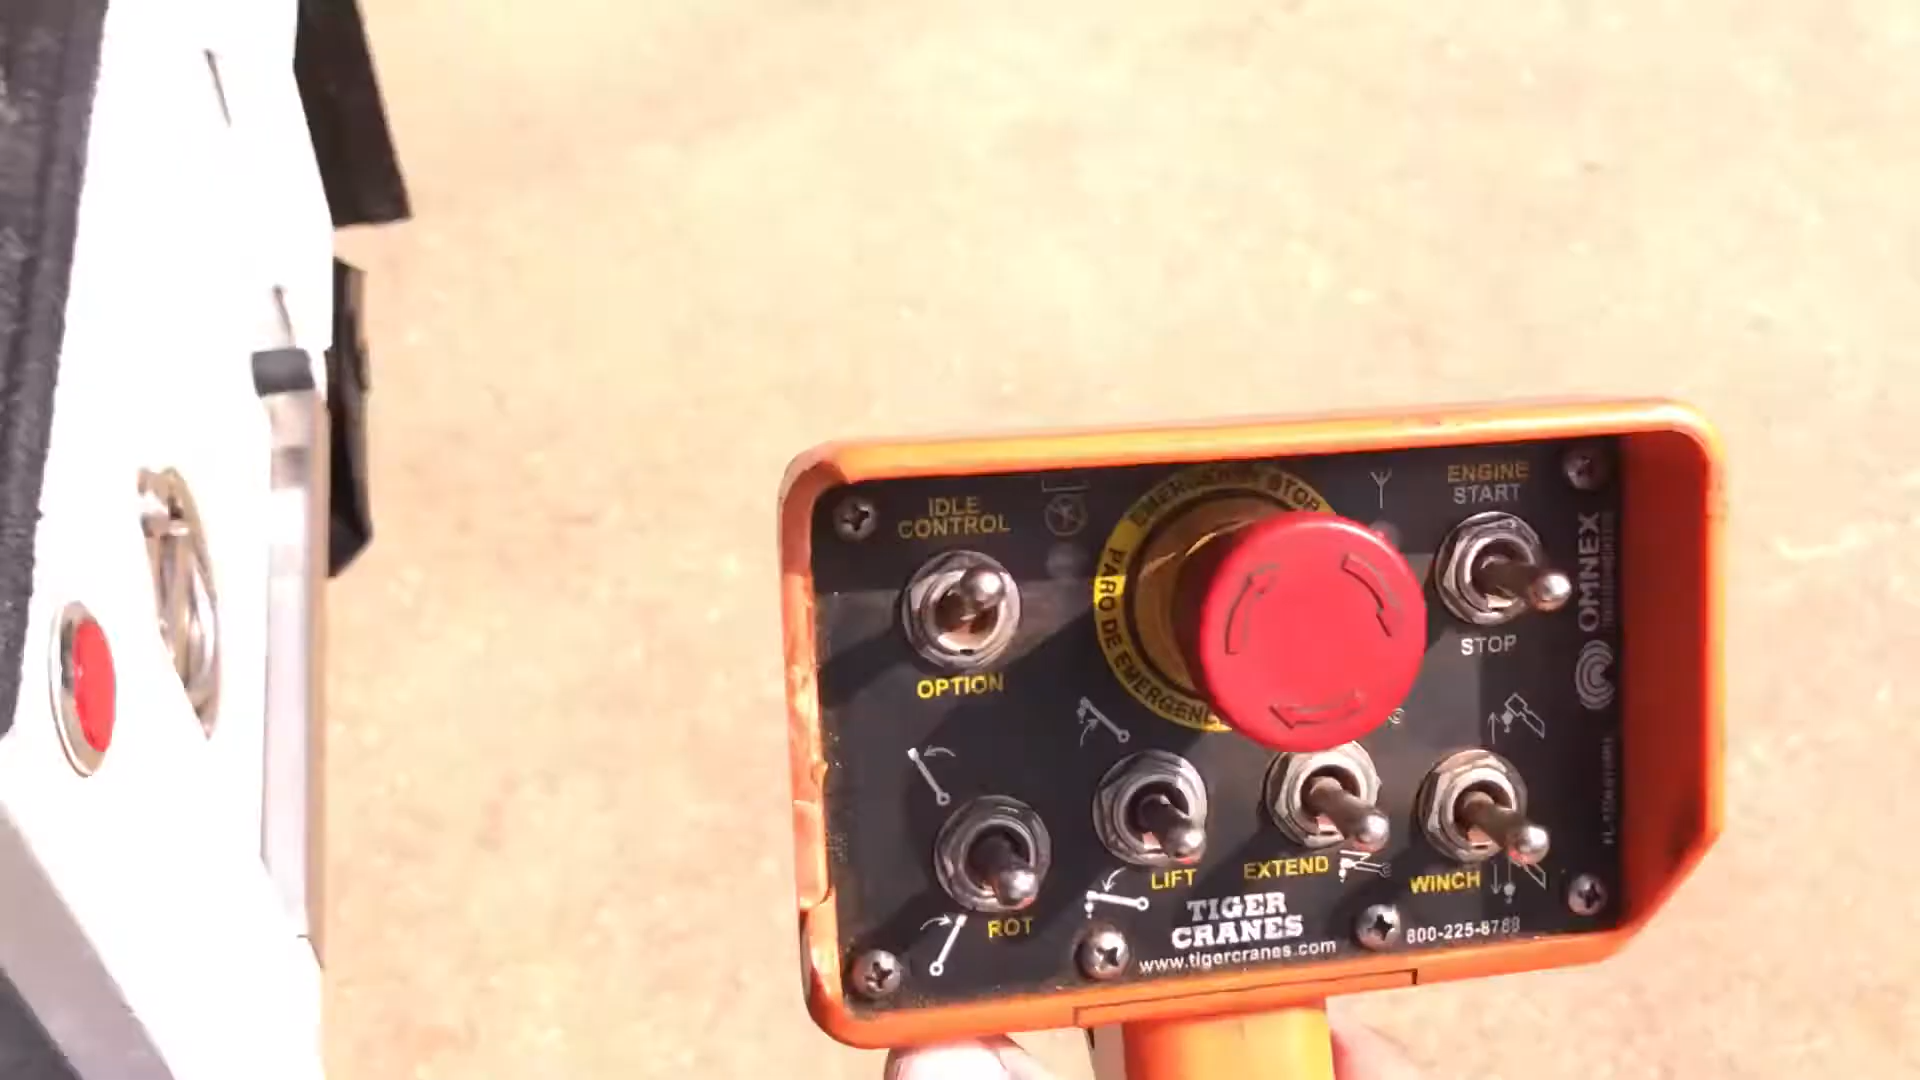 IDLE
CONTROL
EMERGENCY STOP
ENGINE
START
OMNEX
PARO DE EMERGENC
STOP
OPTION
LIFT
EXTEND
WINCH
ROT
TIGER
CRANES
www.tigercranes.com
800-225-8788